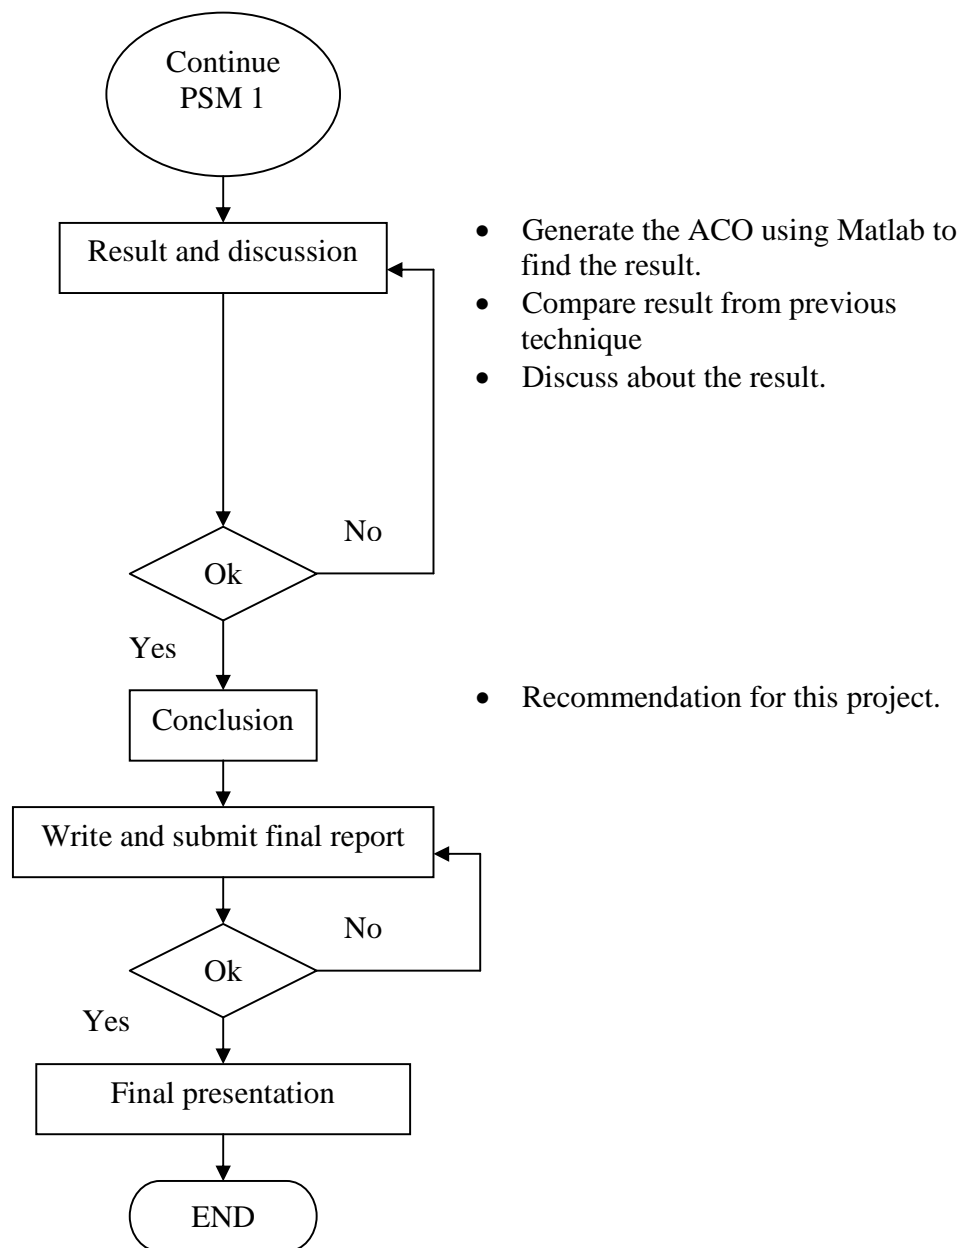 Continue
PSM 1
Result and discussion
• Generate the ACO using Matlab to
find the result.
• Compare result from previous
technique
• Discuss about the result.
No
Ok
Yes
Conclusion
• Recommendation for this project.
Write and submit final report
No
Ok
Yes
Final presentation
END